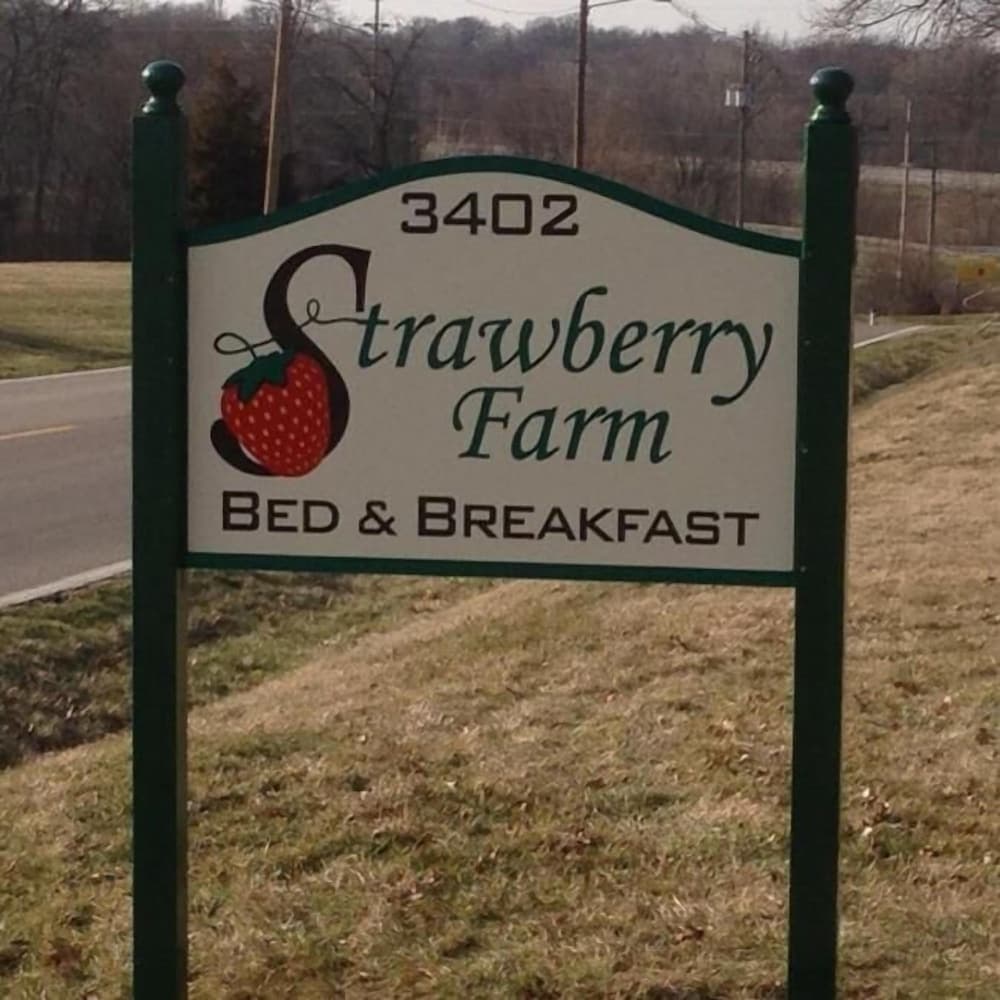 3402
Strawberry
Farm
BED & BREAKFAST